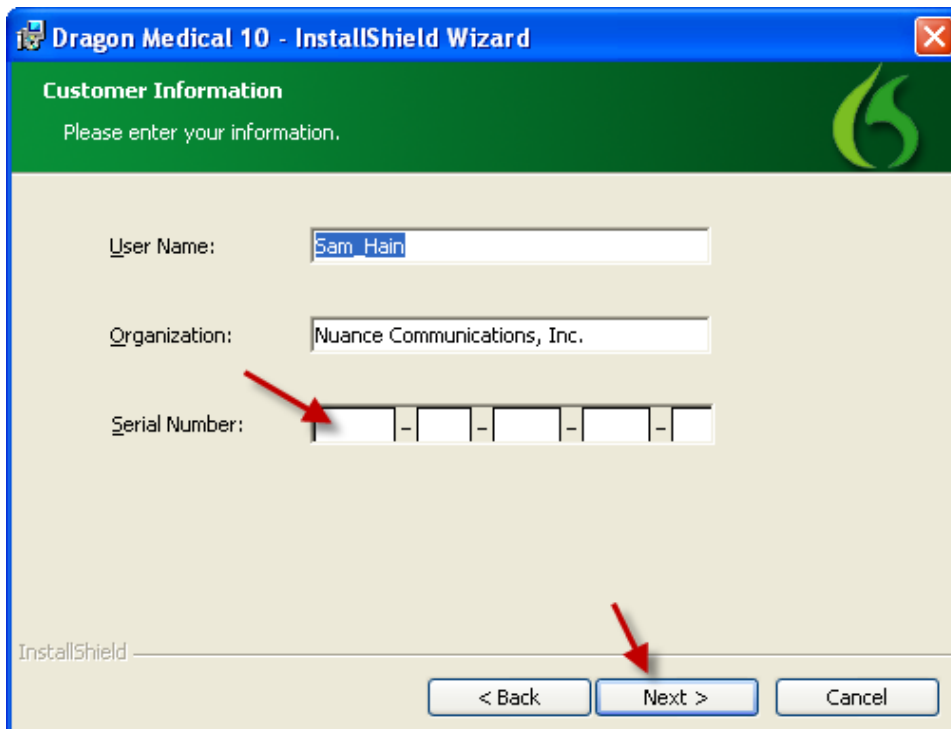 Dragon Medical 10 - InstallShield Wizard
Customer Information
Please enter your information.
User Name: Sam_Hain
Organization: Nuance Communications, Inc.
Serial Number: - - - -
InstallShield
< Back Next > Cancel